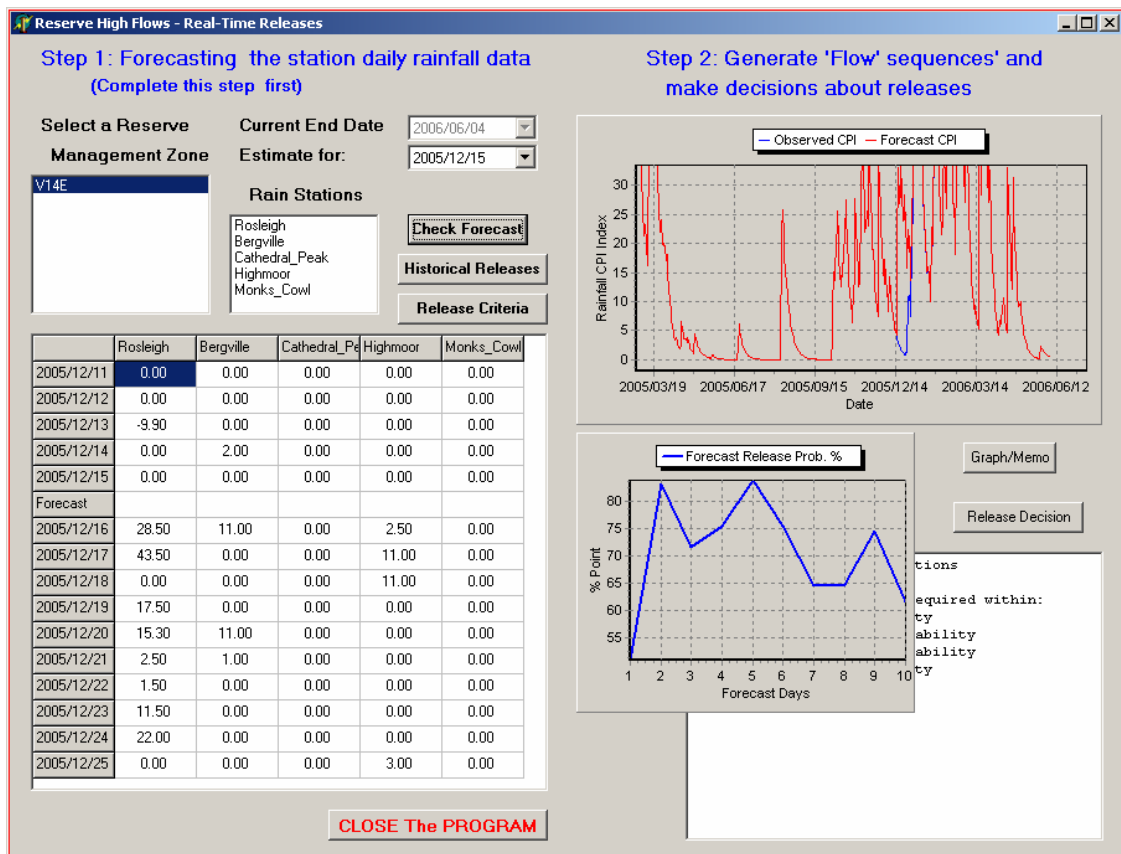 Reserve High Flows - Real-Time Releases
Step 1: Forecasting the station daily rainfall data
(Complete this step first)
Select a Reserve
Management Zone
V14E
Current End Date
2006/06/04
Estimate for:
2005/12/15
Rain Stations
Rosleigh
Bergville
Cathedral_Peak
Highmoor
Monks_Cowl
Check Forecast
Historical Releases
Release Criteria
Rosleigh Bergville Cathedral_Pe Highmoor Monks_Cowl
2005/12/11 0.00 0.00 0.00 0.00 0.00
2005/12/12 0.00 0.00 0.00 0.00 0.00
2005/12/13 -9.90 0.00 0.00 0.00 0.00
2005/12/14 0.00 2.00 0.00 0.00 0.00
2005/12/15 0.00 0.00 0.00 0.00 0.00
Forecast
2005/12/16 28.50 11.00 0.00 2.50 0.00
2005/12/17 43.50 0.00 0.00 11.00 0.00
2005/12/18 0.00 0.00 0.00 11.00 0.00
2005/12/19 17.50 0.00 0.00 0.00 0.00
2005/12/20 15.30 11.00 0.00 0.00 0.00
2005/12/21 2.50 1.00 0.00 0.00 0.00
2005/12/22 1.50 0.00 0.00 0.00 0.00
2005/12/23 11.50 0.00 0.00 0.00 0.00
2005/12/24 22.00 0.00 0.00 0.00 0.00
2005/12/25 0.00 0.00 0.00 3.00 0.00
CLOSE The PROGRAM
Step 2: Generate 'Flow' sequences' and
make decisions about releases
Observed CPI Forecast CPI
30
25
20
15
10
5
0
Rainfall CPI Index
2005/03/19 2005/06/17 2005/09/15 2005/12/14 2006/03/14 2006/06/12
Date
Forecast Release Prob. %
80
75
70
65
60
55
% Point
1 2 3 4 5 6 7 8 9 10
Forecast Days
Graph/Memo
Release Decision
tions
equired within:
ty
ability
ability
ty